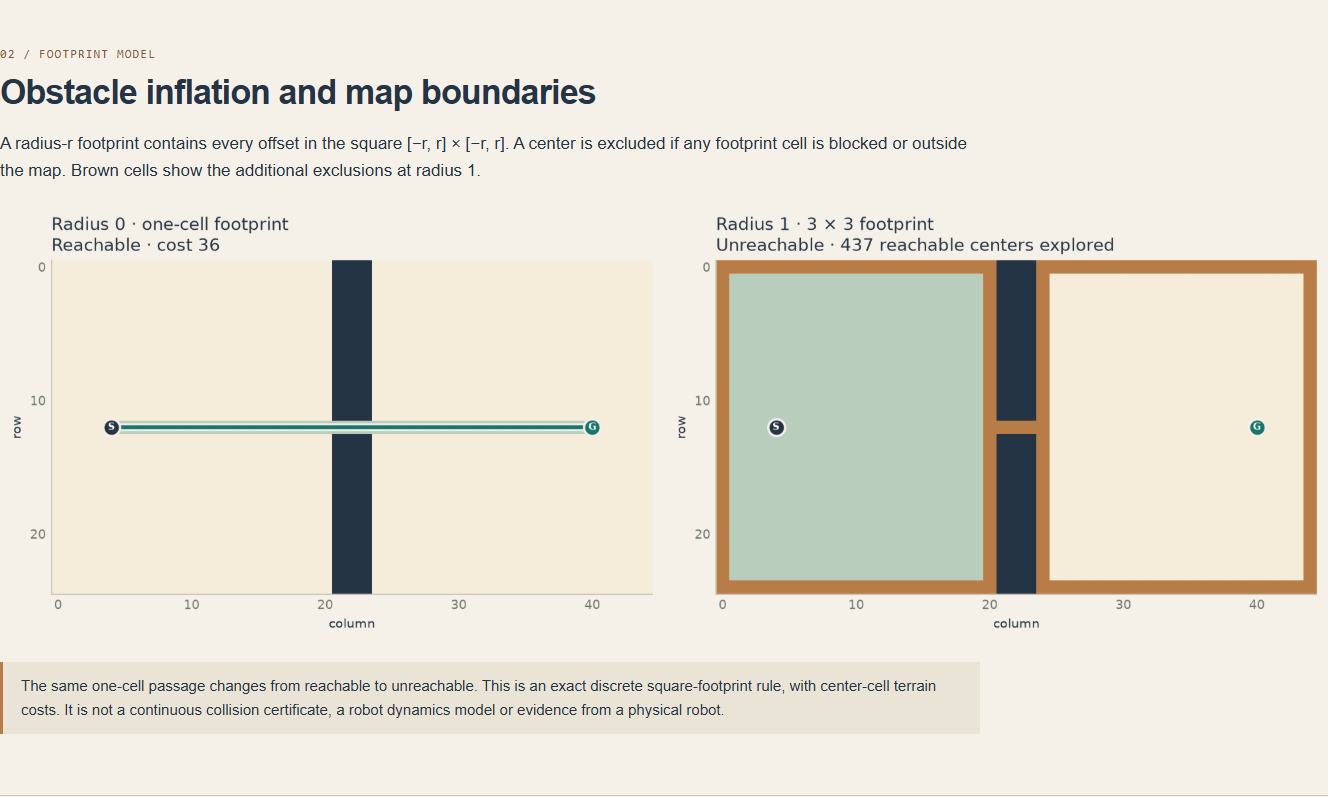 02 / FOOTPRINT MODEL
Obstacle inflation and map boundaries
A radius-r footprint contains every offset in the square [−r, r] × [−r, r]. A center is excluded if any footprint cell is blocked or outside
the map. Brown cells show the additional exclusions at radius 1.
Radius 0 · one-cell footprint
Reachable · cost 36
0
10
20
row
S
G
0 10 20 30 40
column
Radius 1 · 3 × 3 footprint
Unreachable · 437 reachable centers explored
0
10
20
row
S
G
0 10 20 30 40
column
The same one-cell passage changes from reachable to unreachable. This is an exact discrete square-footprint rule, with center-cell terrain
costs. It is not a continuous collision certificate, a robot dynamics model or evidence from a physical robot.